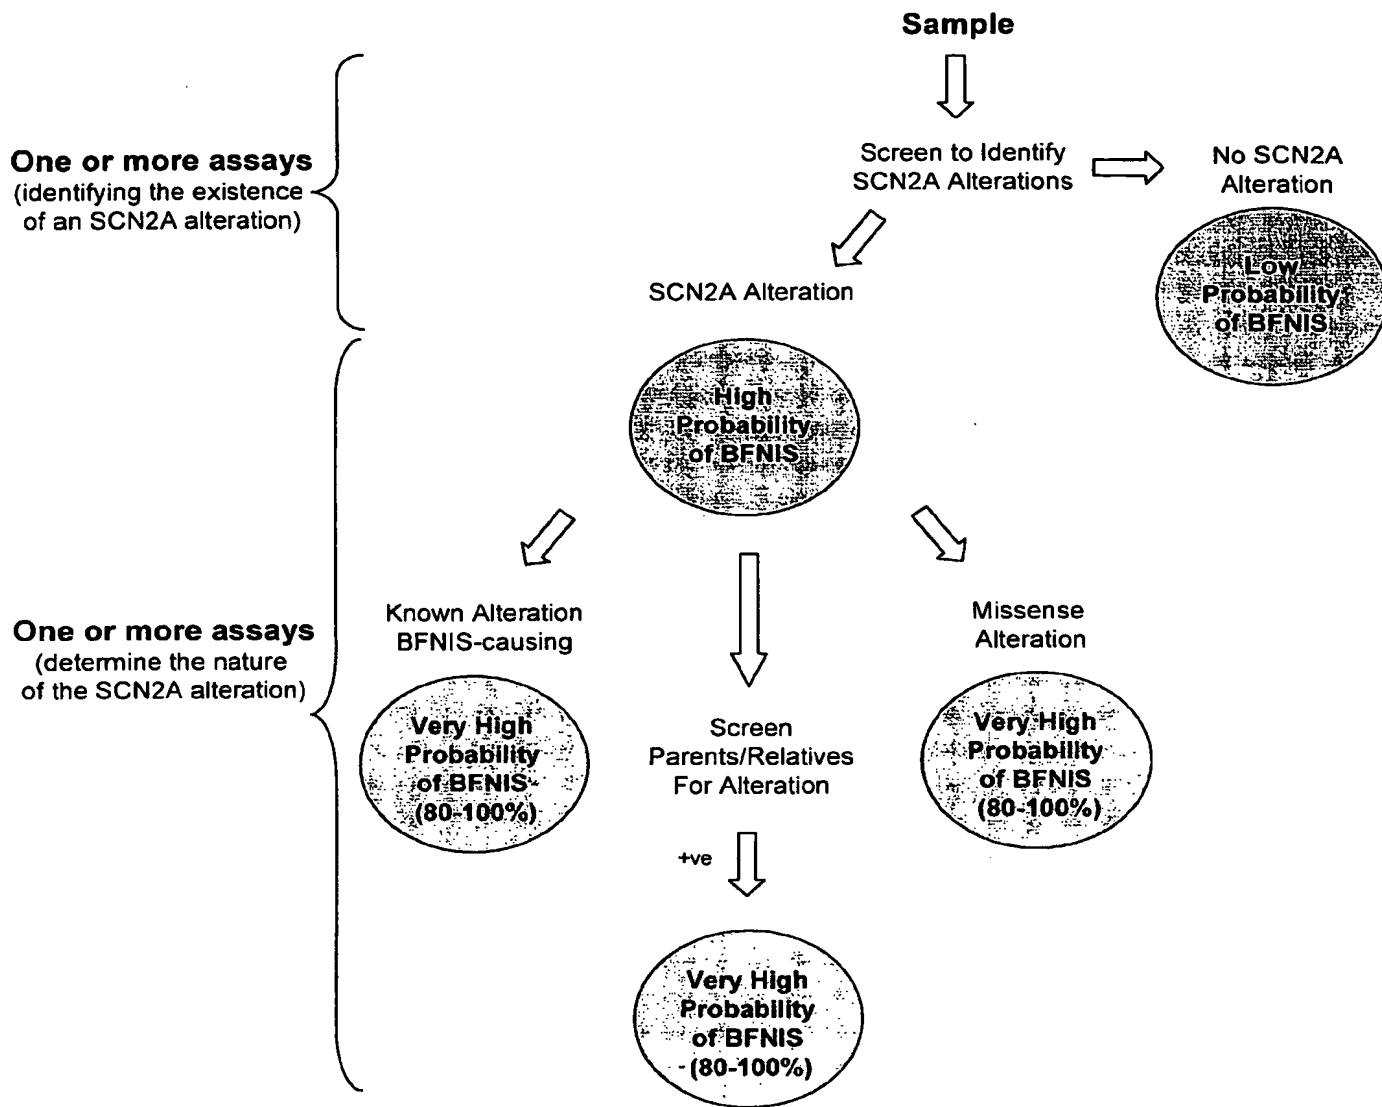 Sample
One or more assays
(identifying the existence
of an SCN2A alteration)
Screen to Identify
SCN2A Alterations
No SCN2A
Alteration
Low
Probability
of BFNIS
SCN2A Alteration
High
Probability
of BFNIS
One or more assays
(determine the nature
of the SCN2A alteration)
Known Alteration
BFNIS-causing
Very High
Probability
of BFNIS
(80-100%)
Screen
Parents/Relatives
For Alteration
Missense
Alteration
Very High
Probability
of BFNIS
(80-100%)
+ve
Very High
Probability
of BFNIS
(80-100%)